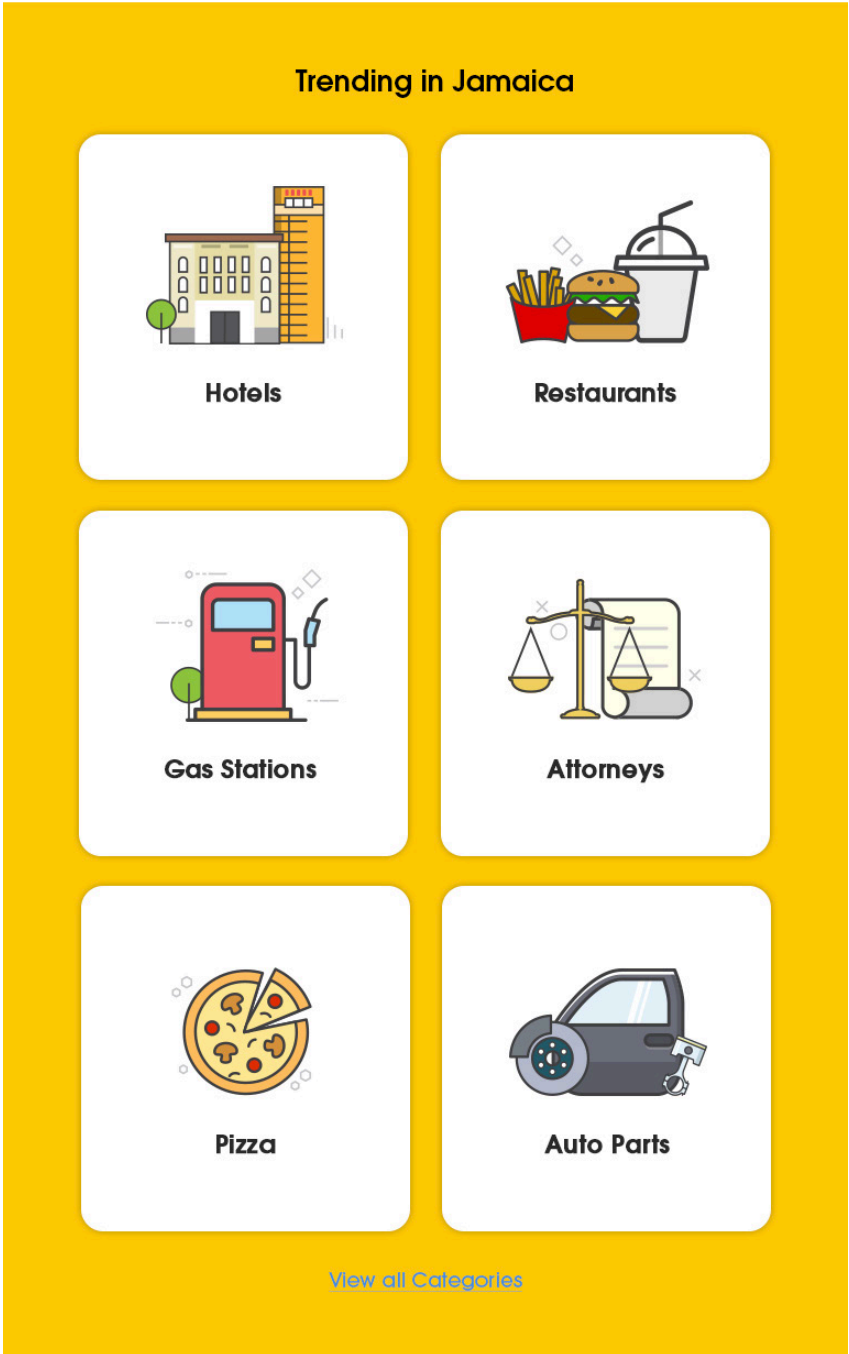 Trending in Jamaica
Hotels
Restaurants
Gas Stations
Attorneys
Pizza
Auto Parts
View all Categories